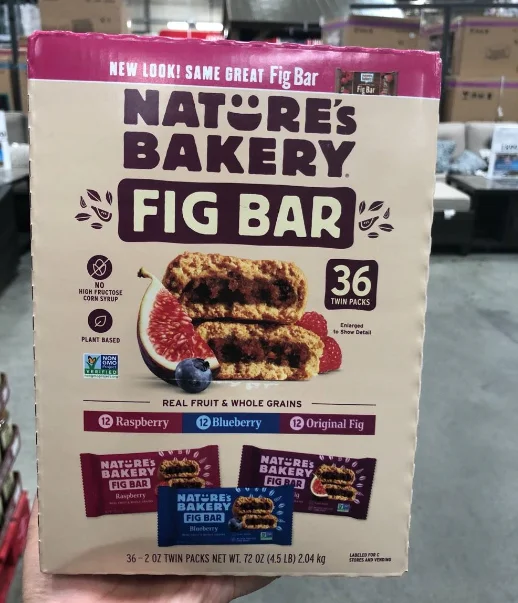 NEW LOOK! SAME GREAT Fig Bar
Fig Bar
NATURE'S
BAKERY®
FIG BAR
NO
HIGH FRUCTOSE
CORN SYRUP
36
TWIN PACKS
Enlarged
to Show Detail
PLANT BASED
NON
GMO
VERIFIED
REAL FRUIT & WHOLE GRAINS
12 Raspberry 12 Blueberry 12 Original Fig
NATURE'S
BAKERY
FIG BAR
Raspberry
NATURE'S
BAKERY
FIG BAR
NATURE'S
BAKERY
FIG BAR
Blueberry
36 – 2 OZ TWIN PACKS NET WT. 72 OZ (4.5 LB) 2.04 kg
LABELED FOR C
STORES AND VENDING